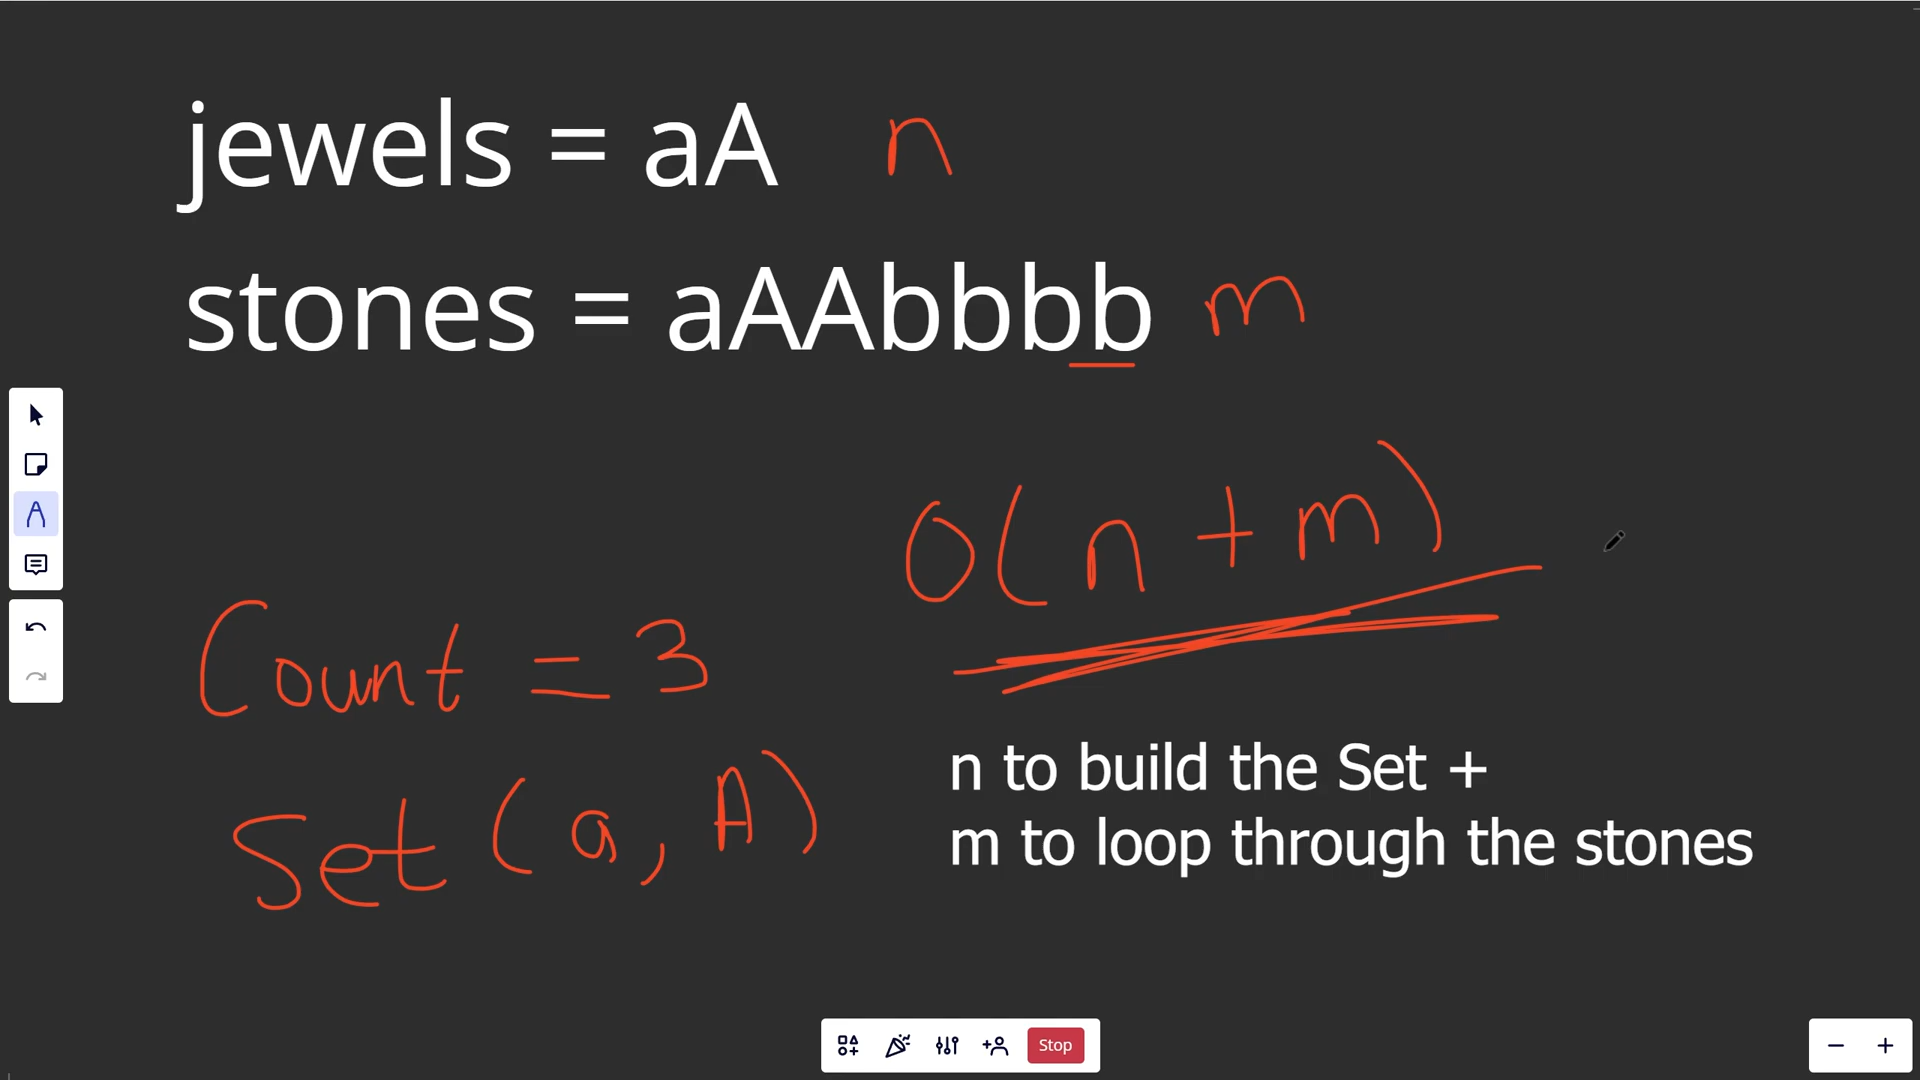 jewels = aA n
stones = aAAbbbb m
O(n+m)
Count = 3
Set (a, A)
n to build the Set +
m to loop through the stones
Stop